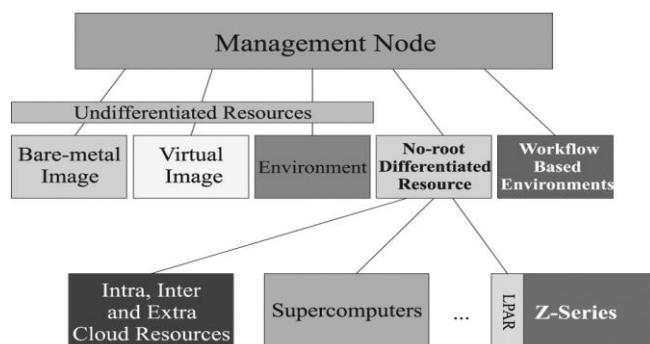 Management Node
Undifferentiated Resources
Bare-metal
Image
Virtual
Image
Environment
No-root
Differentiated
Resource
Workflow
Based
Environments
Intra, Inter
and Extra
Cloud Resources
Supercomputers
...
LPAR
Z-Series